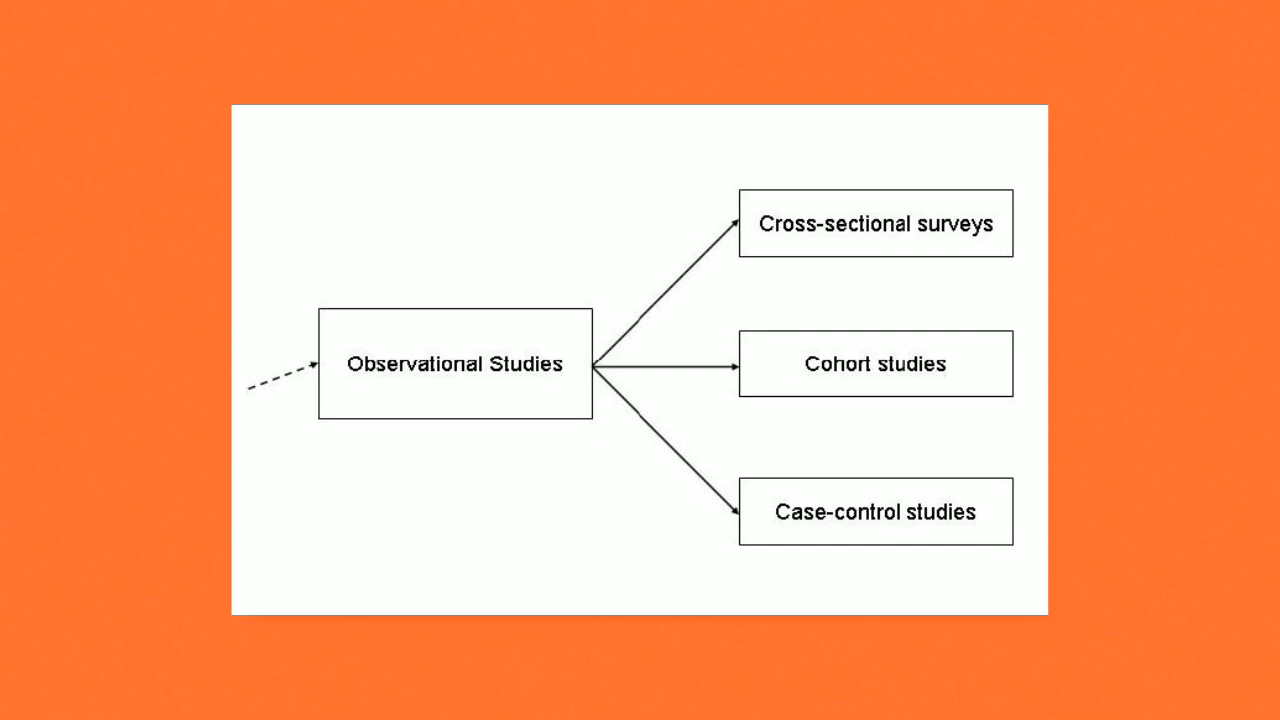 Cross-sectional surveys
Observational Studies
Cohort studies
Case-control studies